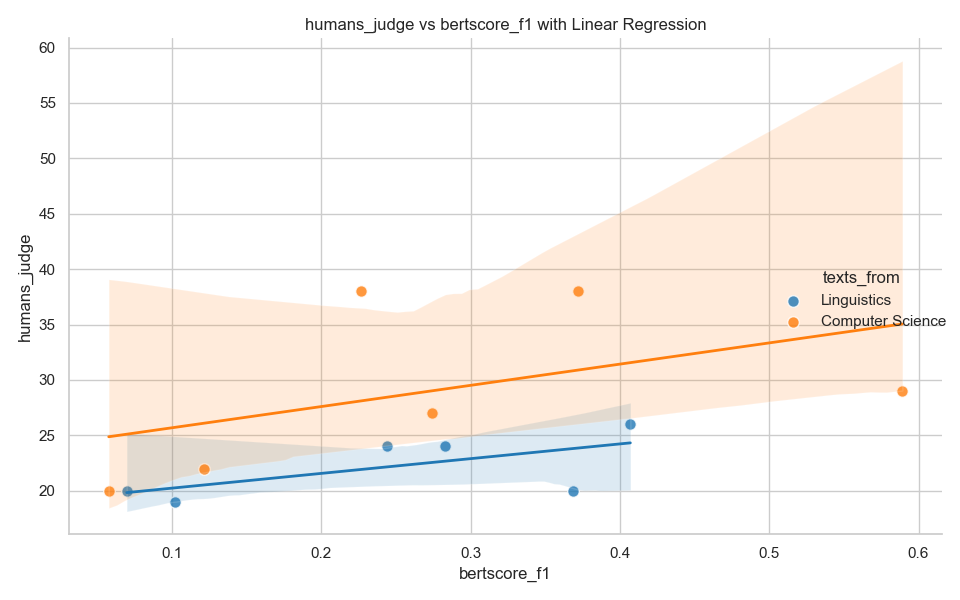 humans_judge vs bertscore_f1 with Linear Regression
60
55
50
45
40
35
30
25
20
humans_judge
texts_from
Linguistics
Computer Science
0.1 0.2 0.3 0.4 0.5 0.6
bertscore_f1